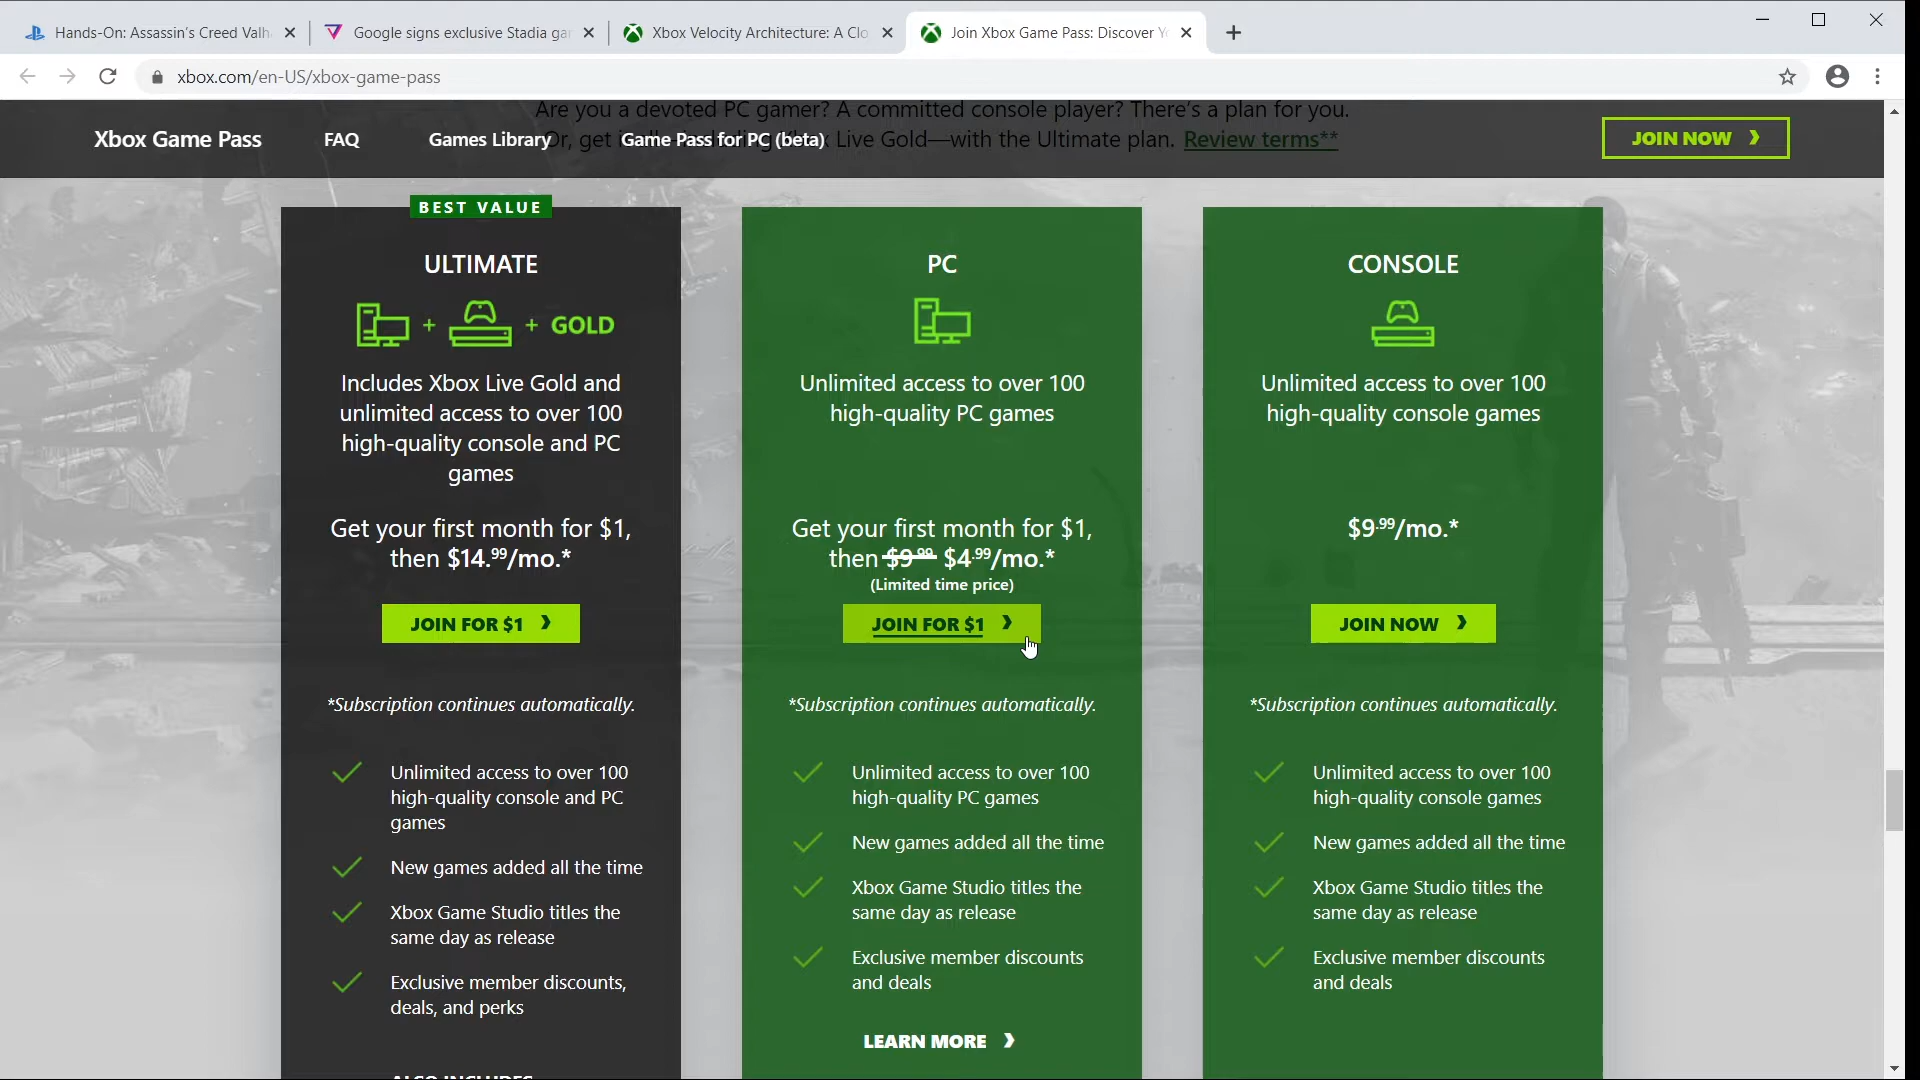 Hands-On: Assassin's Creed Valh
Google signs exclusive Stadia ga
Xbox Velocity Architecture: A Clo
Join Xbox Game Pass: Discover Y
xbox.com/en-US/xbox-game-pass
Are you a devoted PC gamer? A committed console player? There's a plan for you.
Xbox Game Pass
FAQ
Games Library
Game Pass for PC (beta)
JOIN NOW
Live Gold—with the Ultimate plan. Review terms**
BEST VALUE
ULTIMATE
+ + GOLD
Includes Xbox Live Gold and
unlimited access to over 100
high-quality console and PC
games
Get your first month for $1,
then $14.99/mo.*
JOIN FOR $1
*Subscription continues automatically.
Unlimited access to over 100
high-quality console and PC
games
New games added all the time
Xbox Game Studio titles the
same day as release
Exclusive member discounts,
deals, and perks
PC
Unlimited access to over 100
high-quality PC games
Get your first month for $1,
then $9.99 $4.99/mo.*
(Limited time price)
JOIN FOR $1
*Subscription continues automatically.
Unlimited access to over 100
high-quality PC games
New games added all the time
Xbox Game Studio titles the
same day as release
Exclusive member discounts
and deals
LEARN MORE
CONSOLE
Unlimited access to over 100
high-quality console games
$9.99/mo.*
JOIN NOW
*Subscription continues automatically.
Unlimited access to over 100
high-quality console games
New games added all the time
Xbox Game Studio titles the
same day as release
Exclusive member discounts
and deals